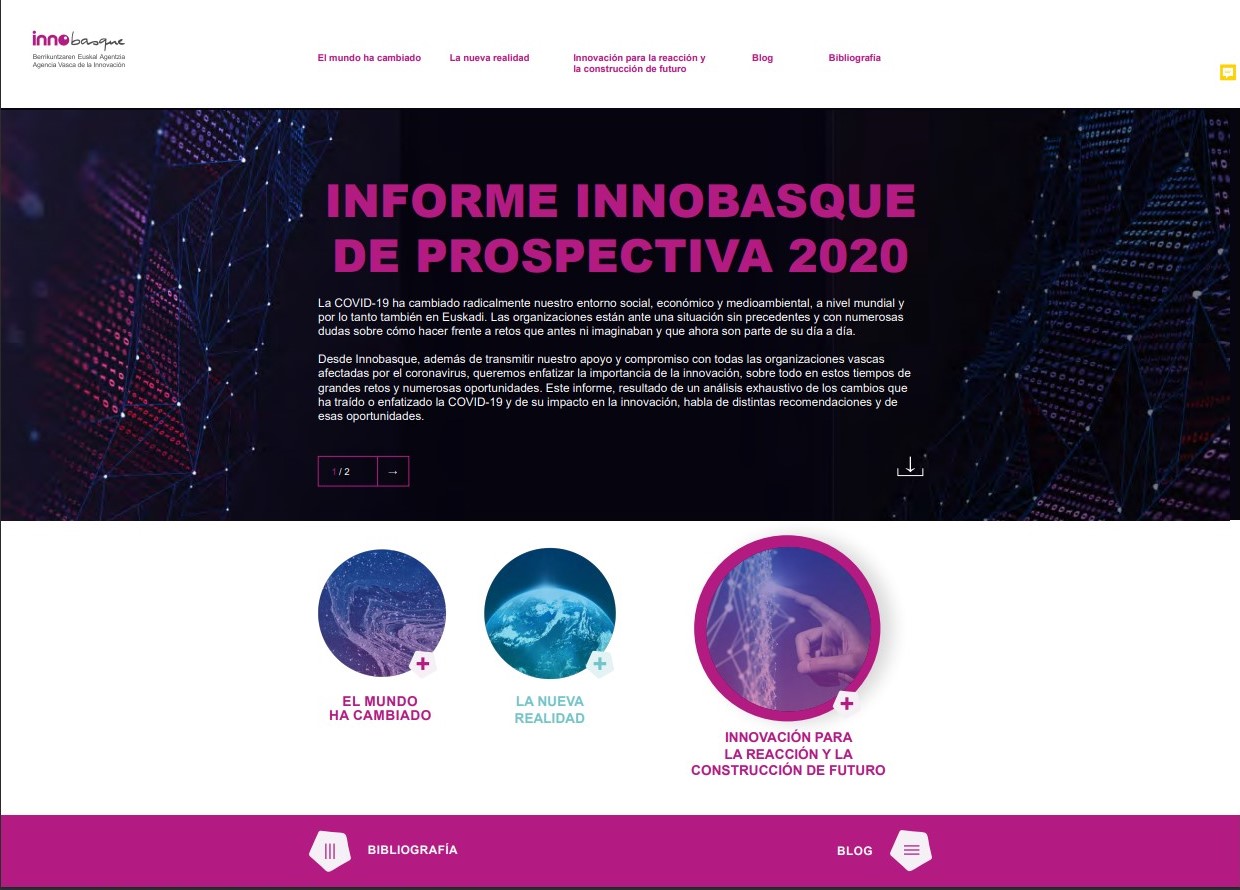 innobasque
Berrikuntzaren Euskal Agentzia
Agencia Vasca de la Innovación
El mundo ha cambiado
La nueva realidad
Innovación para la reacción y
la construcción de futuro
Blog
Bibliografía
INFORME INNOBASQUE
DE PROSPECTIVA 2020
La COVID-19 ha cambiado radicalmente nuestro entorno social, económico y medioambiental, a nivel mundial y
por lo tanto también en Euskadi. Las organizaciones están ante una situación sin precedentes y con numerosas
dudas sobre cómo hacer frente a retos que antes ni imaginaban y que ahora son parte de su día a día.
Desde Innobasque, además de transmitir nuestro apoyo y compromiso con todas las organizaciones vascas
afectadas por el coronavirus, queremos enfatizar la importancia de la innovación, sobre todo en estos tiempos de
grandes retos y numerosas oportunidades. Este informe, resultado de un análisis exhaustivo de los cambios que
ha traído o enfatizado la COVID-19 y de su impacto en la innovación, habla de distintas recomendaciones y de
esas oportunidades.
1 / 2 →
EL MUNDO
HA CAMBIADO
LA NUEVA
REALIDAD
INNOVACIÓN PARA
LA REACCIÓN Y LA
CONSTRUCCIÓN DE FUTURO
BIBLIOGRAFÍA
BLOG